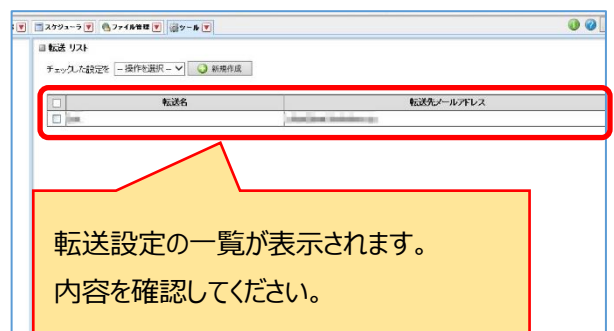 スケジューラ ファイル管理 ツール
転送 リスト
チェックした設定を -- 操作を選択 -- 新規作成
転送名 転送先メールアドレス
転送設定の一覧が表示されます。
内容を確認してください。